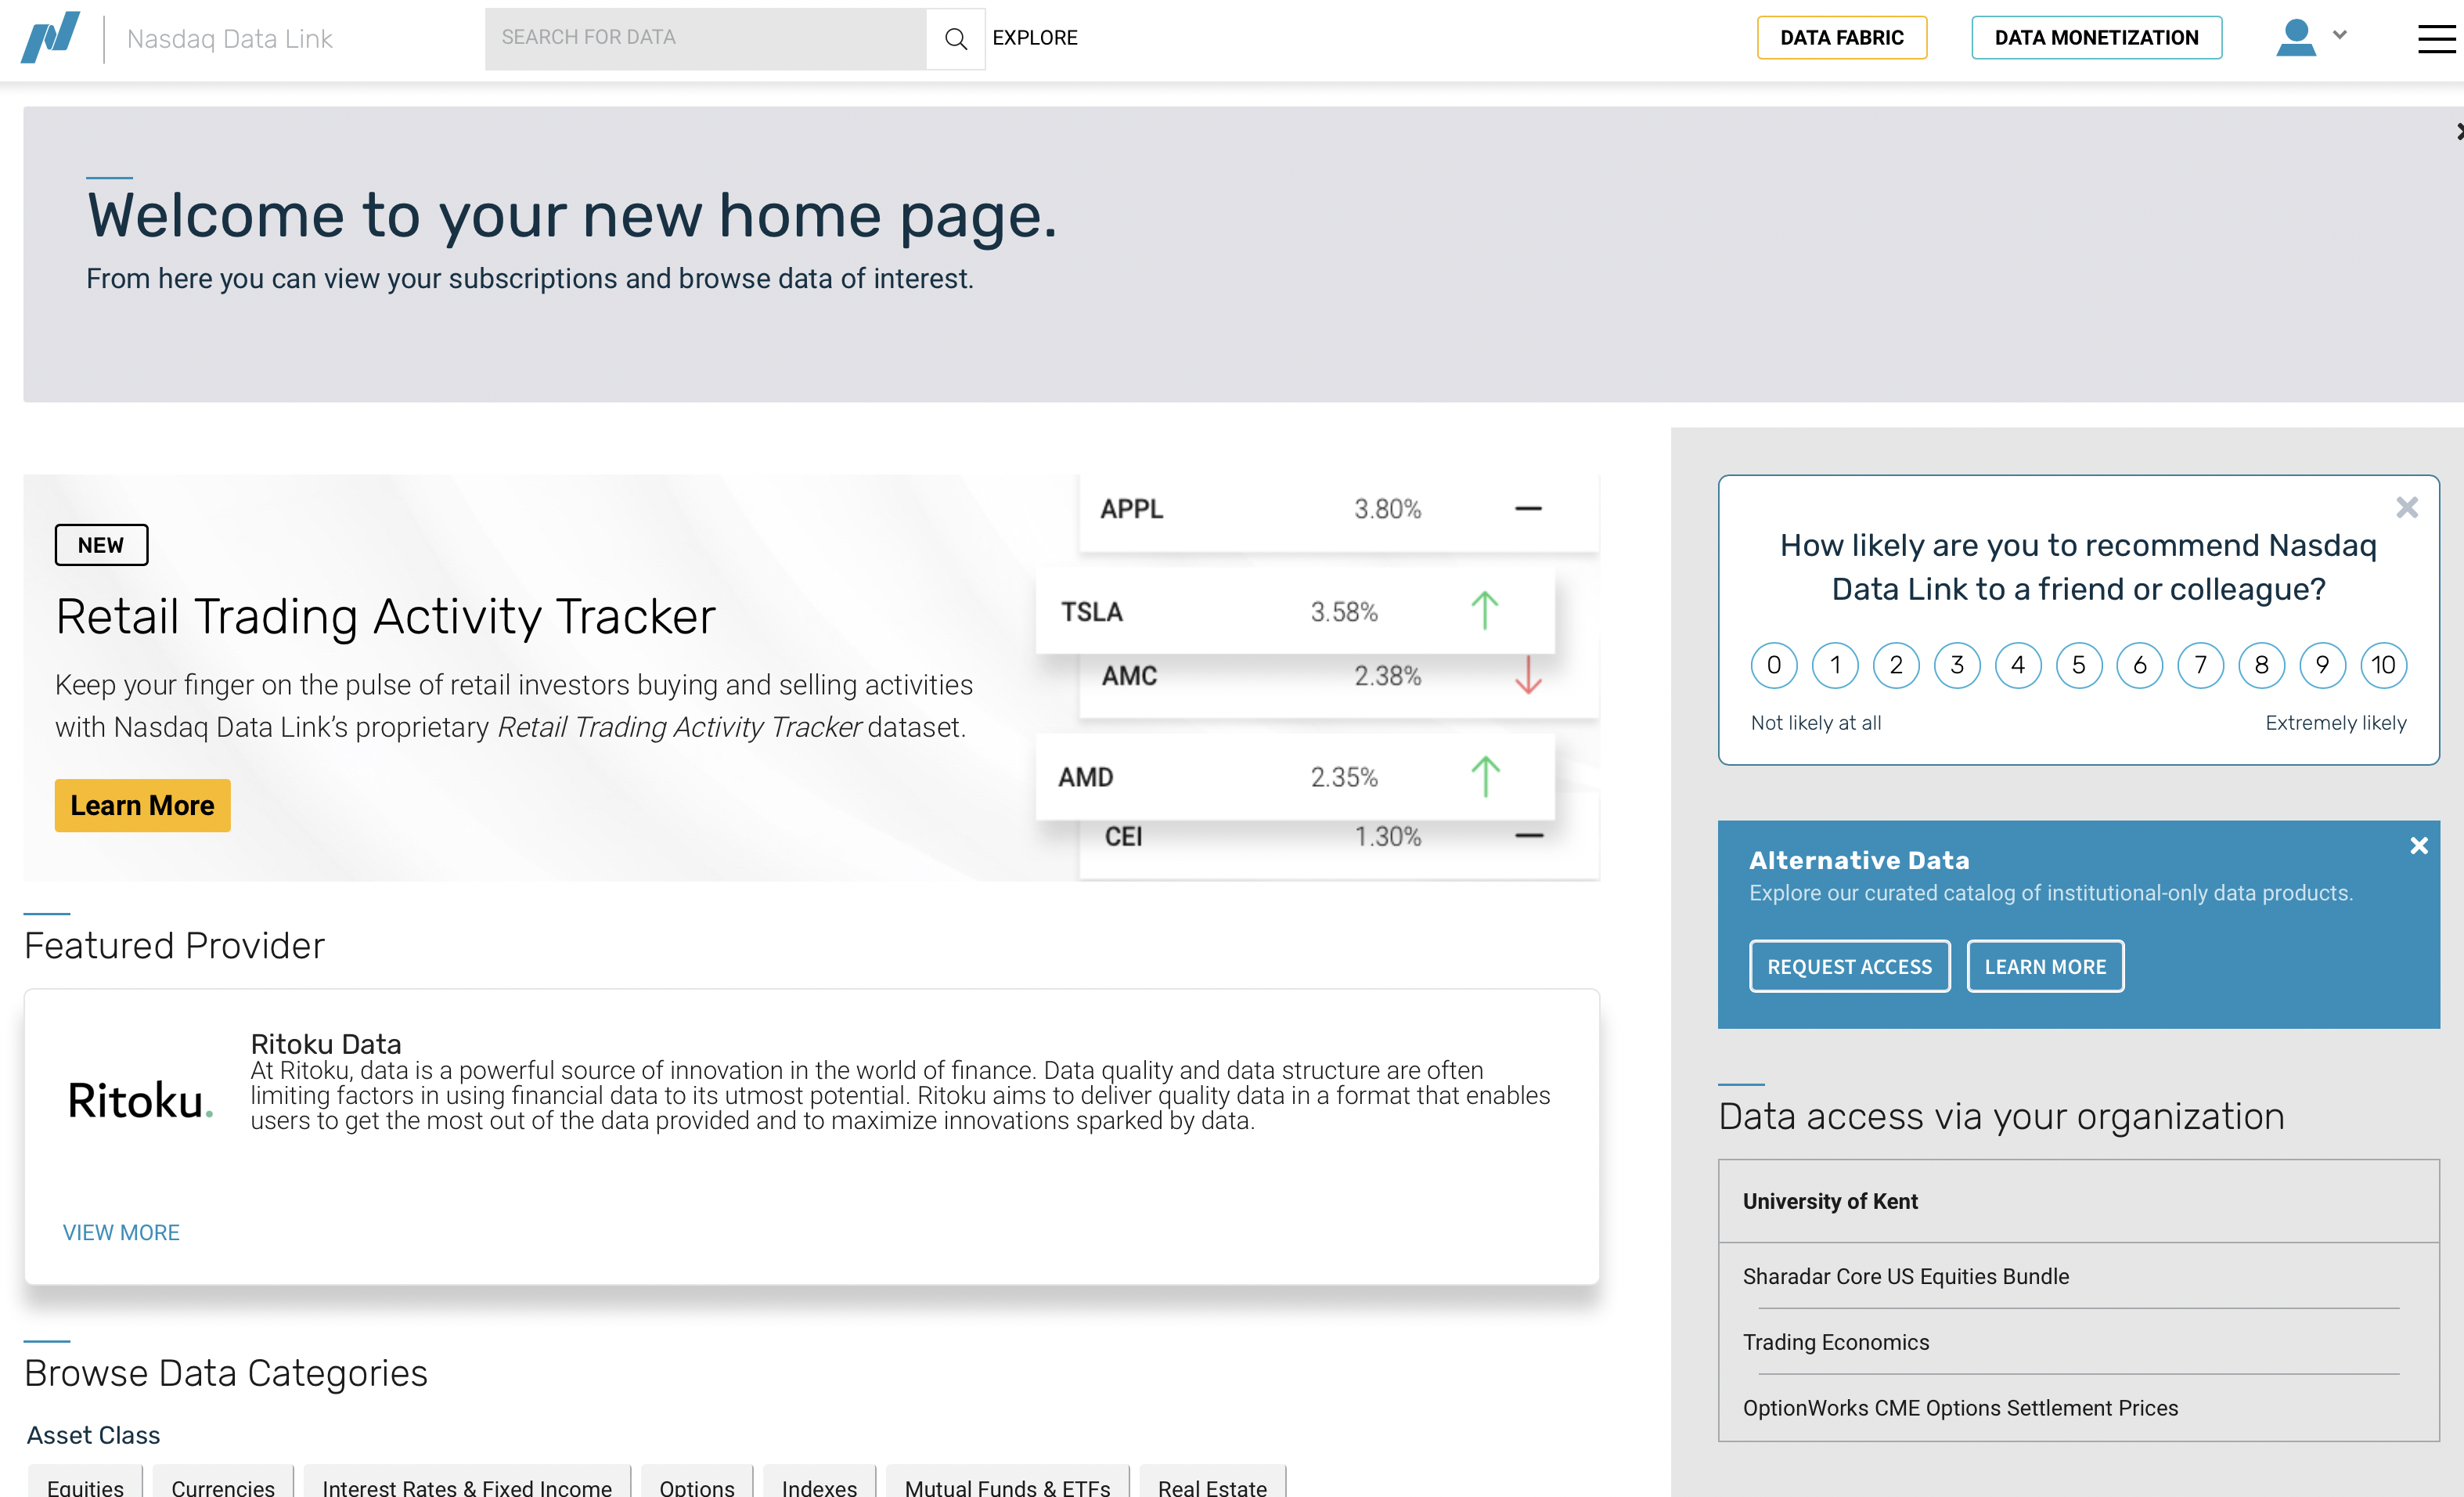 Nasdaq Data Link
SEARCH FOR DATA
EXPLORE
DATA FABRIC
DATA MONETIZATION
Welcome to your new home page.
From here you can view your subscriptions and browse data of interest.
NEW
Retail Trading Activity Tracker
Keep your finger on the pulse of retail investors buying and selling activities
with Nasdaq Data Link's proprietary Retail Trading Activity Tracker dataset.
Learn More
APPL 3.80%
TSLA 3.58%
AMC 2.38%
AMD 2.35%
CEI 1.30%
Featured Provider
Ritoku.
Ritoku Data
At Ritoku, data is a powerful source of innovation in the world of finance. Data quality and data structure are often
limiting factors in using financial data to its utmost potential. Ritoku aims to deliver quality data in a format that enables
users to get the most out of the data provided and to maximize innovations sparked by data.
VIEW MORE
Browse Data Categories
Asset Class
Equities
Currencies
Interest Rates & Fixed Income
Options
Indexes
Mutual Funds & ETFs
Real Estate
How likely are you to recommend Nasdaq
Data Link to a friend or colleague?
0 1 2 3 4 5 6 7 8 9 10
Not likely at all
Extremely likely
Alternative Data
Explore our curated catalog of institutional-only data products.
REQUEST ACCESS
LEARN MORE
Data access via your organization
University of Kent
Sharadar Core US Equities Bundle
Trading Economics
OptionWorks CME Options Settlement Prices